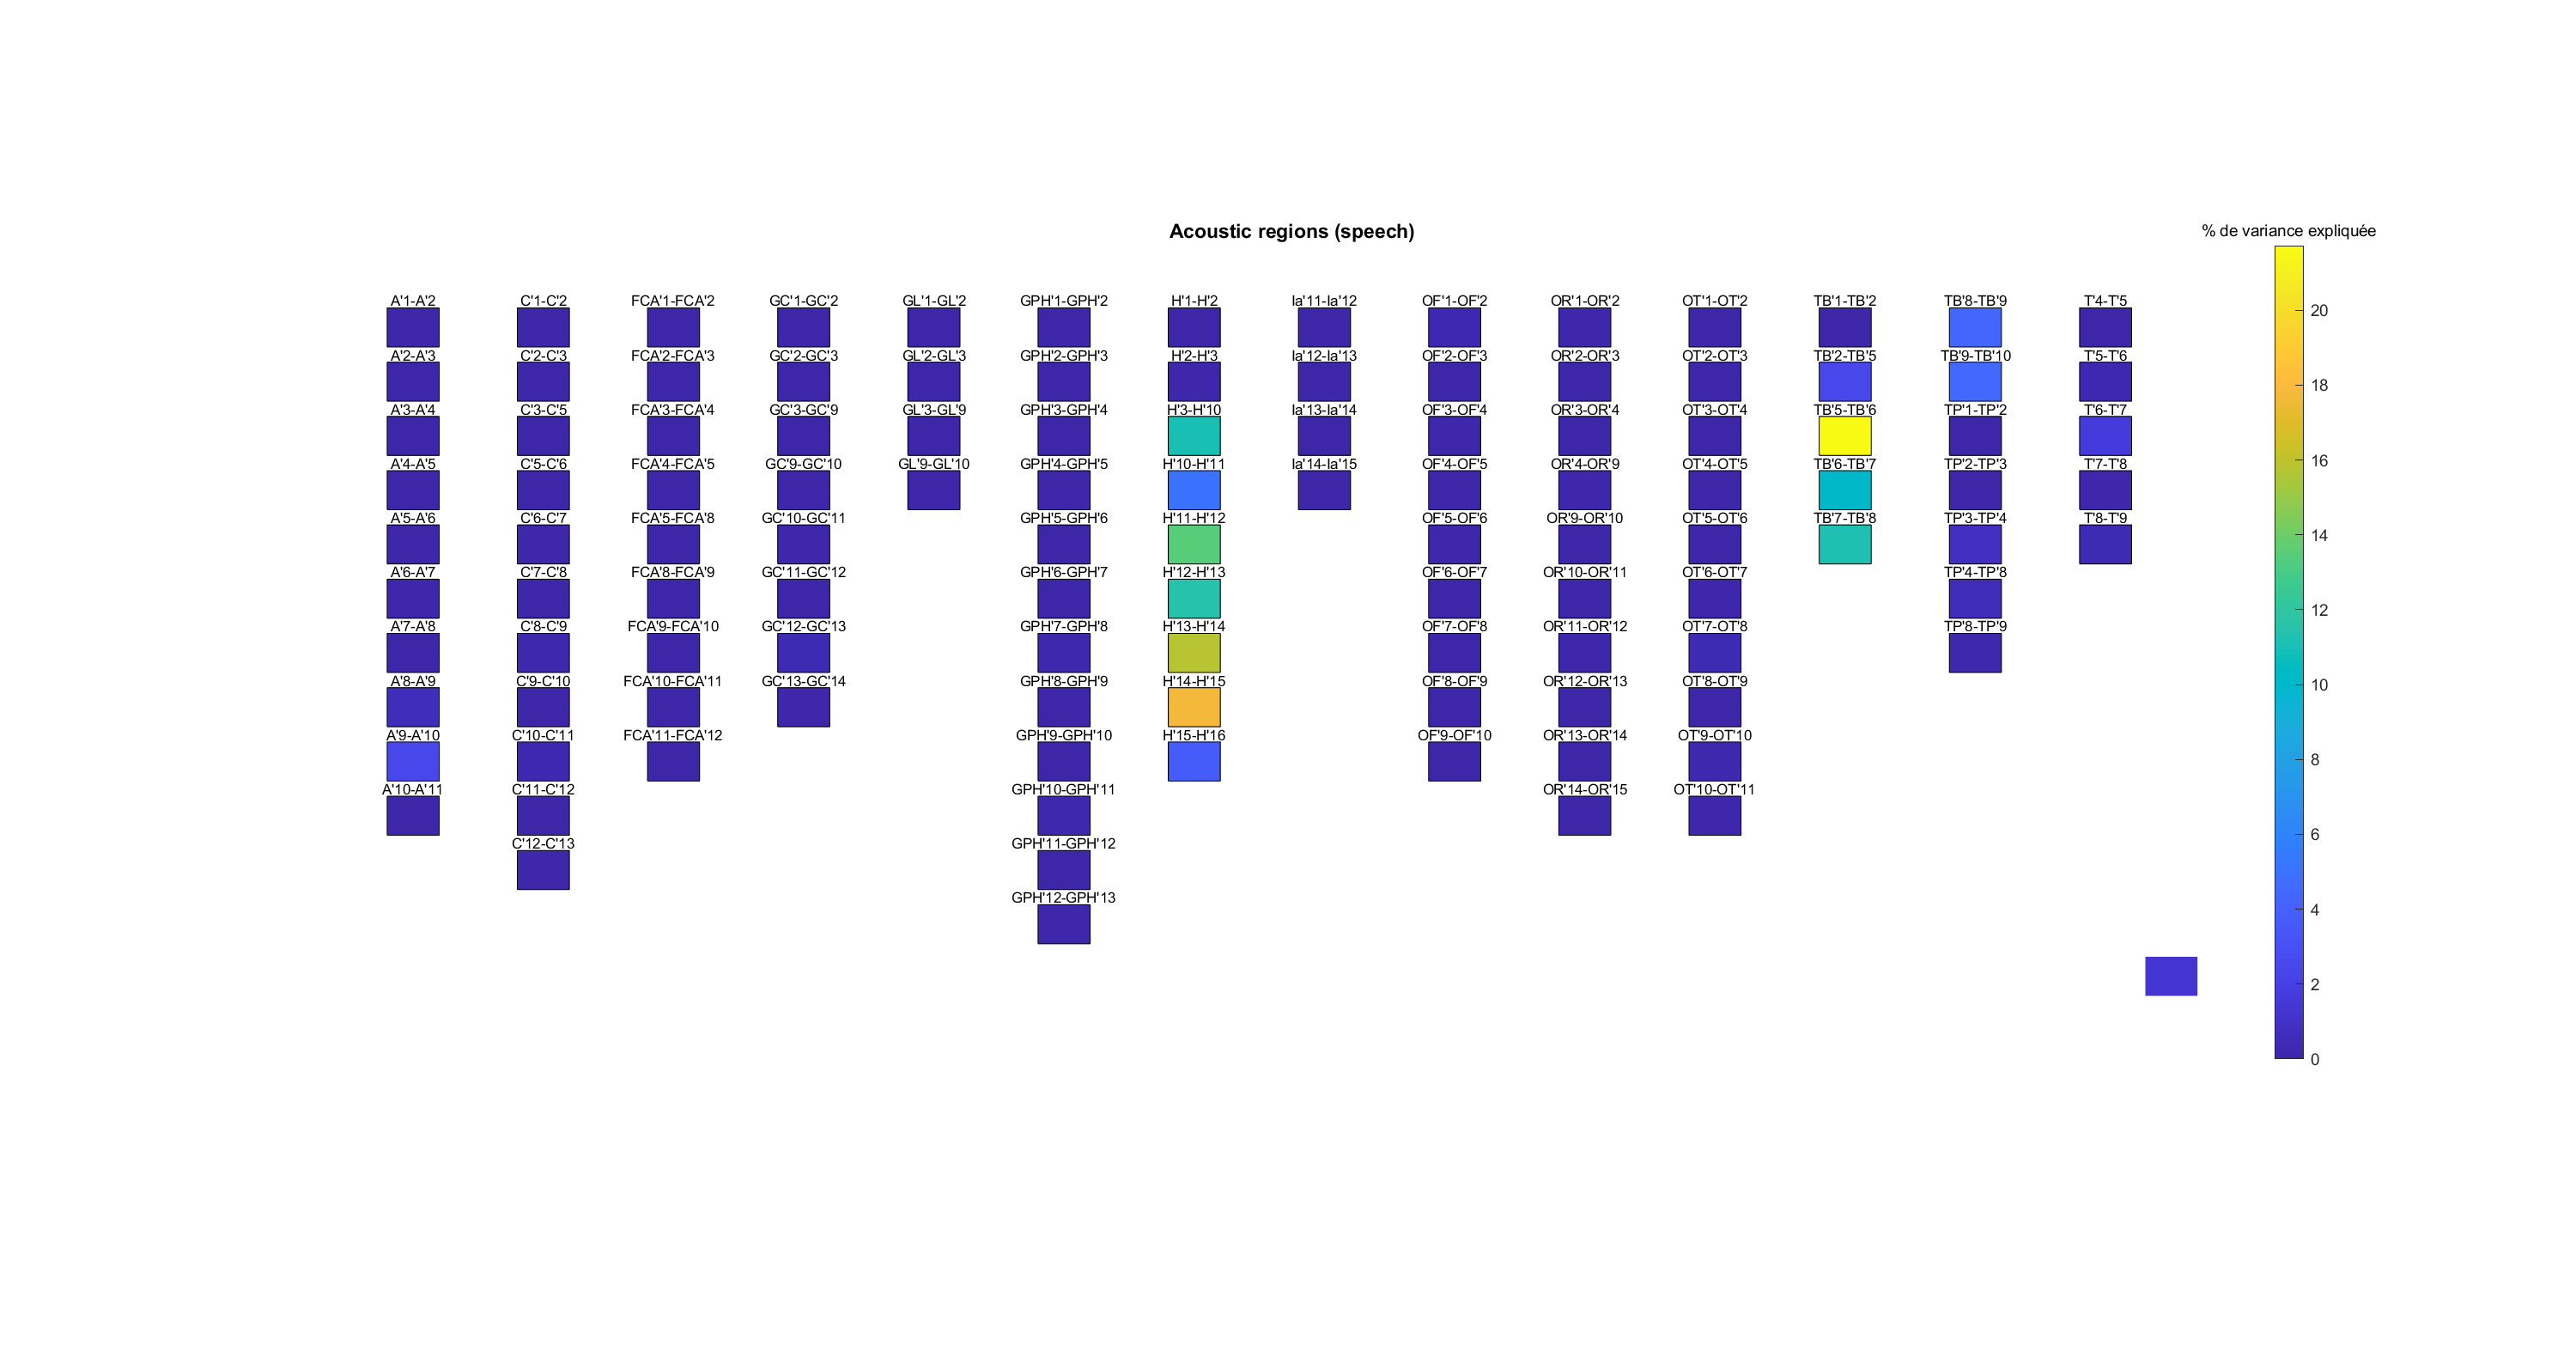 Acoustic regions (speech)
% de variance expliquée
A'1-A'2 C'1-C'2 FCA'1-FCA'2 GC'1-GC'2 GL'1-GL'2 GPH'1-GPH'2 H'1-H'2 Ia'11-Ia'12 OF'1-OF'2 OR'1-OR'2 OT'1-OT'2 TB'1-TB'2 TB'8-TB'9 T'4-T'5
20
A'2-A'3 C'2-C'3 FCA'2-FCA'3 GC'2-GC'3 GL'2-GL'3 GPH'2-GPH'3 H'2-H'3 Ia'12-Ia'13 OF'2-OF'3 OR'2-OR'3 OT'2-OT'3 TB'2-TB'5 TB'9-TB'10 T'5-T'6
18
A'3-A'4 C'3-C'5 FCA'3-FCA'4 GC'3-GC'9 GL'3-GL'9 GPH'3-GPH'4 H'3-H'10 Ia'13-Ia'14 OF'3-OF'4 OR'3-OR'4 OT'3-OT'4 TB'5-TB'6 TP'1-TP'2 T'6-T'7
16
A'4-A'5 C'5-C'6 FCA'4-FCA'5 GC'9-GC'10 GL'9-GL'10 GPH'4-GPH'5 H'10-H'11 Ia'14-Ia'15 OF'4-OF'5 OR'4-OR'9 OT'4-OT'5 TB'6-TB'7 TP'2-TP'3 T'7-T'8
A'5-A'6 C'6-C'7 FCA'5-FCA'8 GC'10-GC'11 GPH'5-GPH'6 H'11-H'12 OF'5-OF'6 OR'9-OR'10 OT'5-OT'6 TB'7-TB'8 TP'3-TP'4 T'8-T'9
14
A'6-A'7 C'7-C'8 FCA'8-FCA'9 GC'11-GC'12 GPH'6-GPH'7 H'12-H'13 OF'6-OF'7 OR'10-OR'11 OT'6-OT'7 TP'4-TP'8
12
A'7-A'8 C'8-C'9 FCA'9-FCA'10 GC'12-GC'13 GPH'7-GPH'8 H'13-H'14 OF'7-OF'8 OR'11-OR'12 OT'7-OT'8 TP'8-TP'9
A'8-A'9 C'9-C'10 FCA'10-FCA'11 GC'13-GC'14 GPH'8-GPH'9 H'14-H'15 OF'8-OF'9 OR'12-OR'13 OT'8-OT'9
10
A'9-A'10 C'10-C'11 FCA'11-FCA'12 GPH'9-GPH'10 H'15-H'16 OF'9-OF'10 OR'13-OR'14 OT'9-OT'10
8
A'10-A'11 C'11-C'12 GPH'10-GPH'11 OR'14-OR'15 OT'10-OT'11
6
C'12-C'13 GPH'11-GPH'12
GPH'12-GPH'13
4
2
0